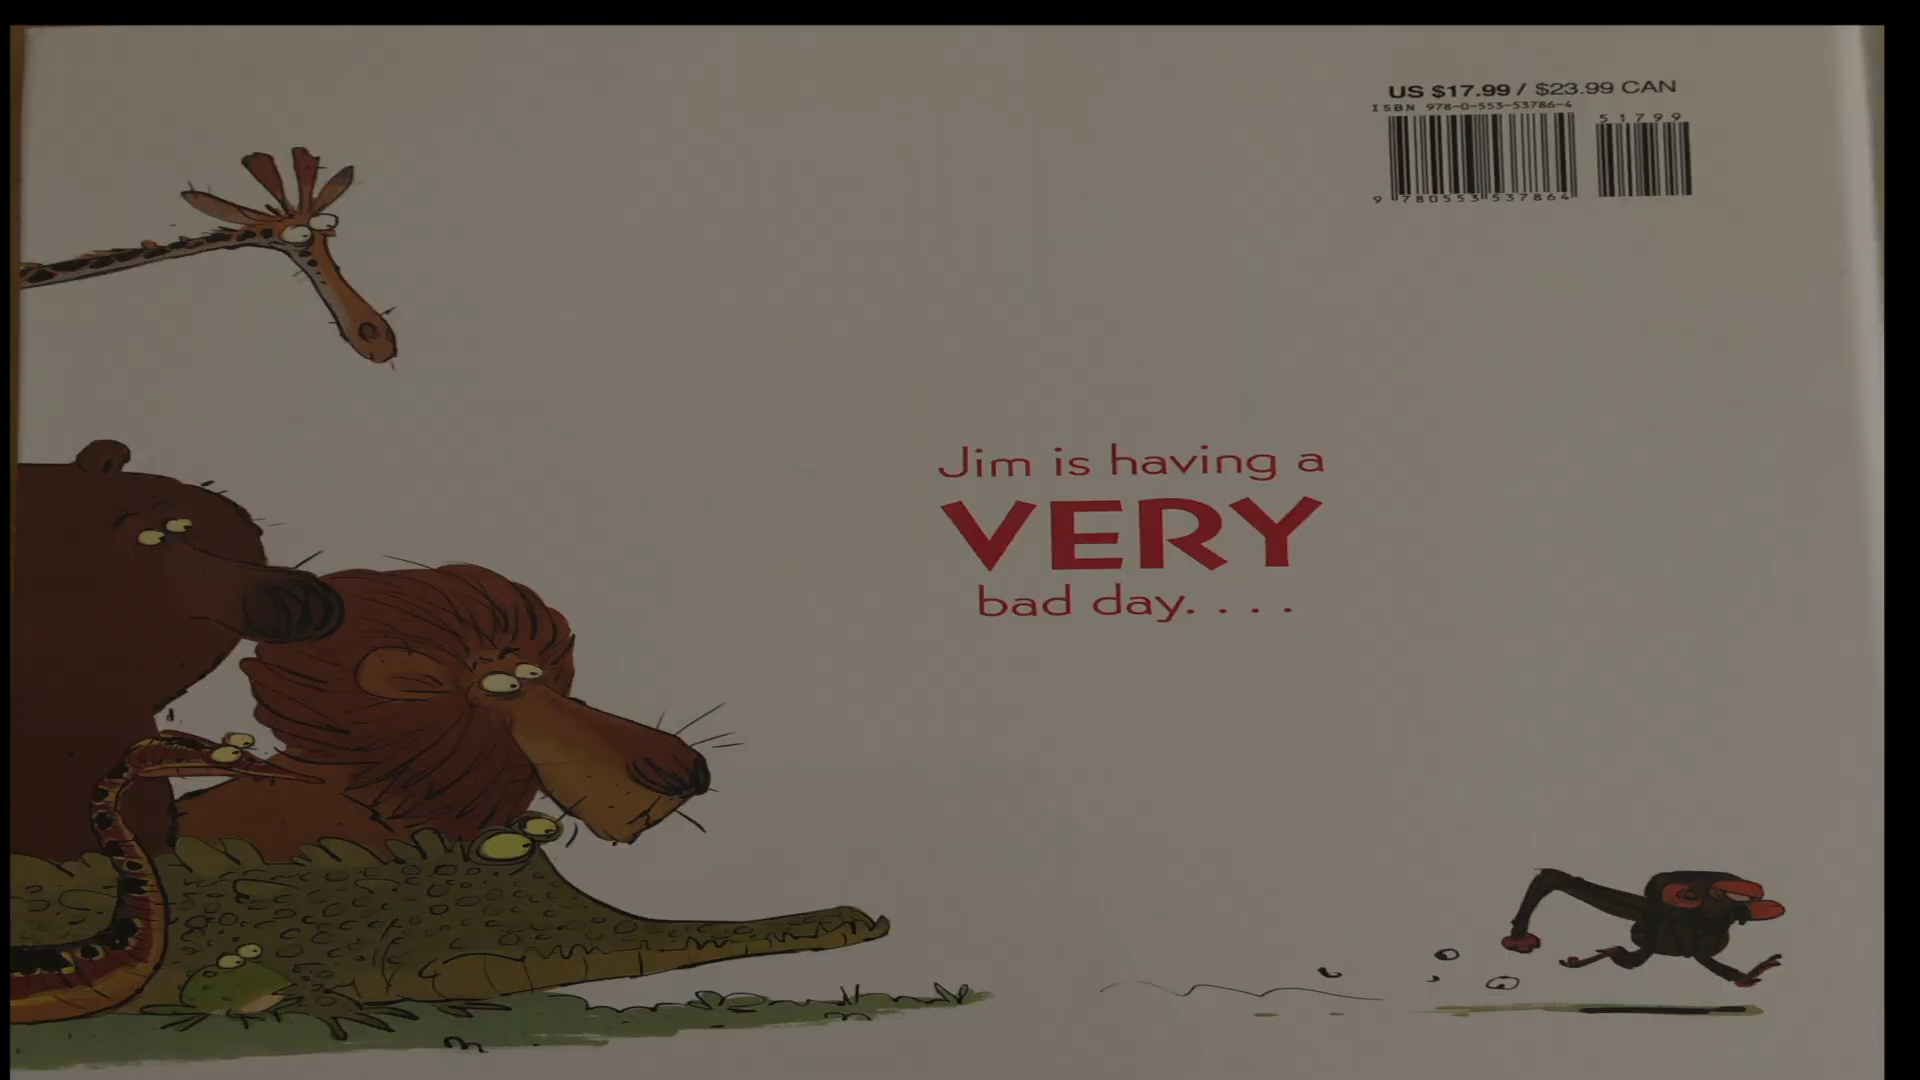 US $17.99 / $23.99 CAN
ISBN 978-0-553-53786-4
51799
9 780553 537864
Jim is having a
VERY
bad day. . . .